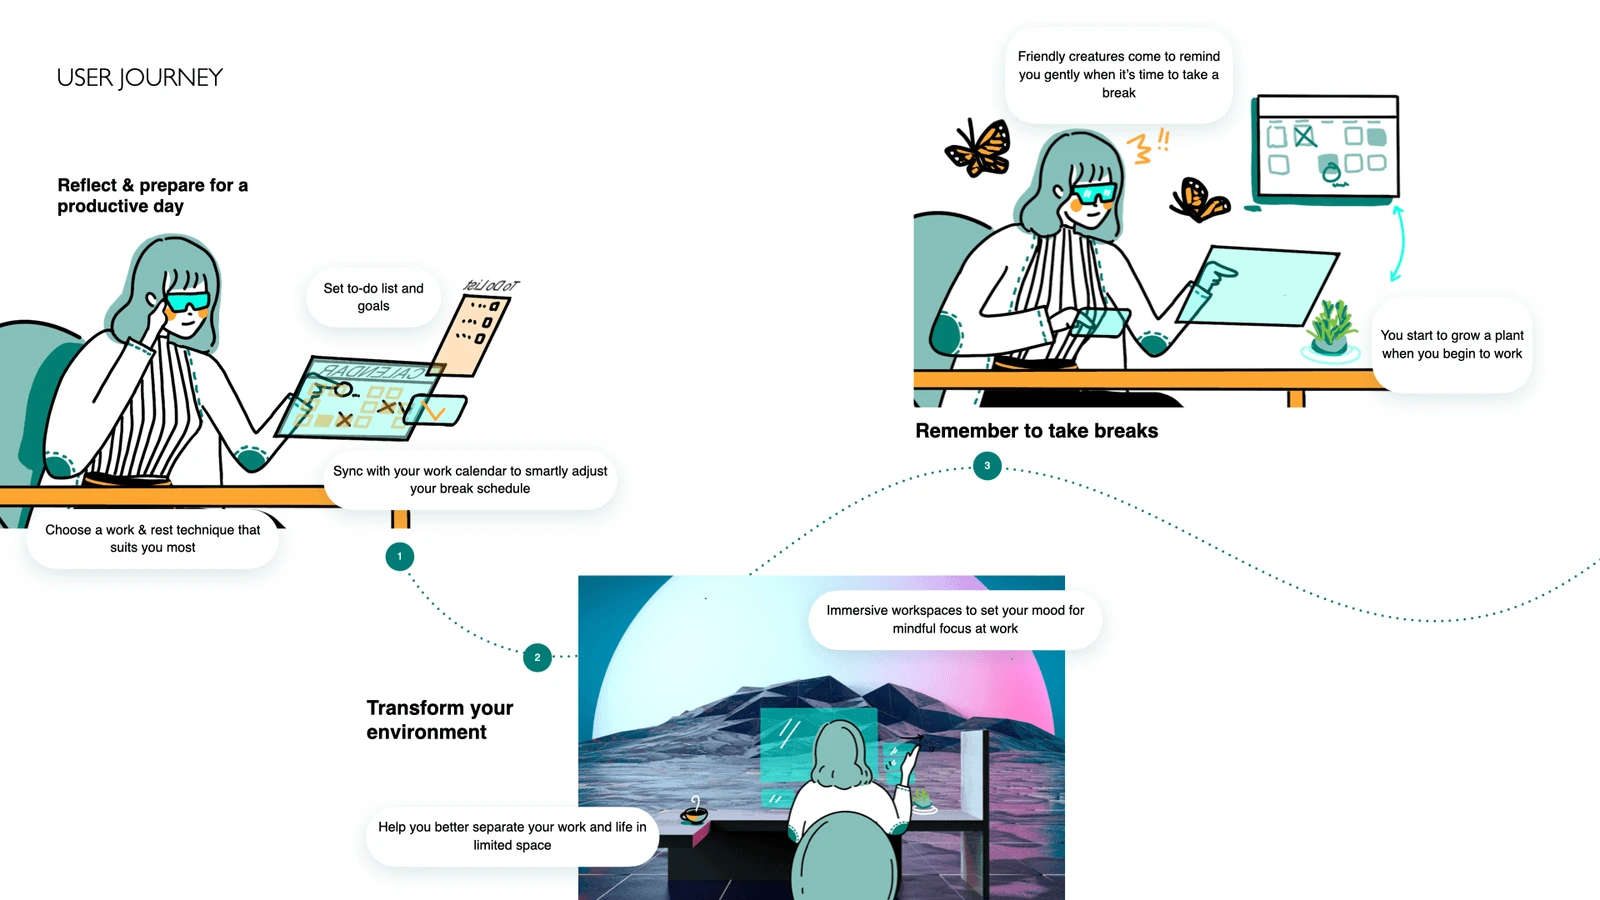 USER JOURNEY
Reflect & prepare for a
productive day
Set to-do list and
goals
To Do List
CALENDAR
Sync with your work calendar to smartly adjust
your break schedule
Choose a work & rest technique that
suits you most
1
2
Transform your
environment
Immersive workspaces to set your mood for
mindful focus at work
Help you better separate your work and life in
limited space
Friendly creatures come to remind
you gently when it’s time to take a
break
!!
You start to grow a plant
when you begin to work
Remember to take breaks
3